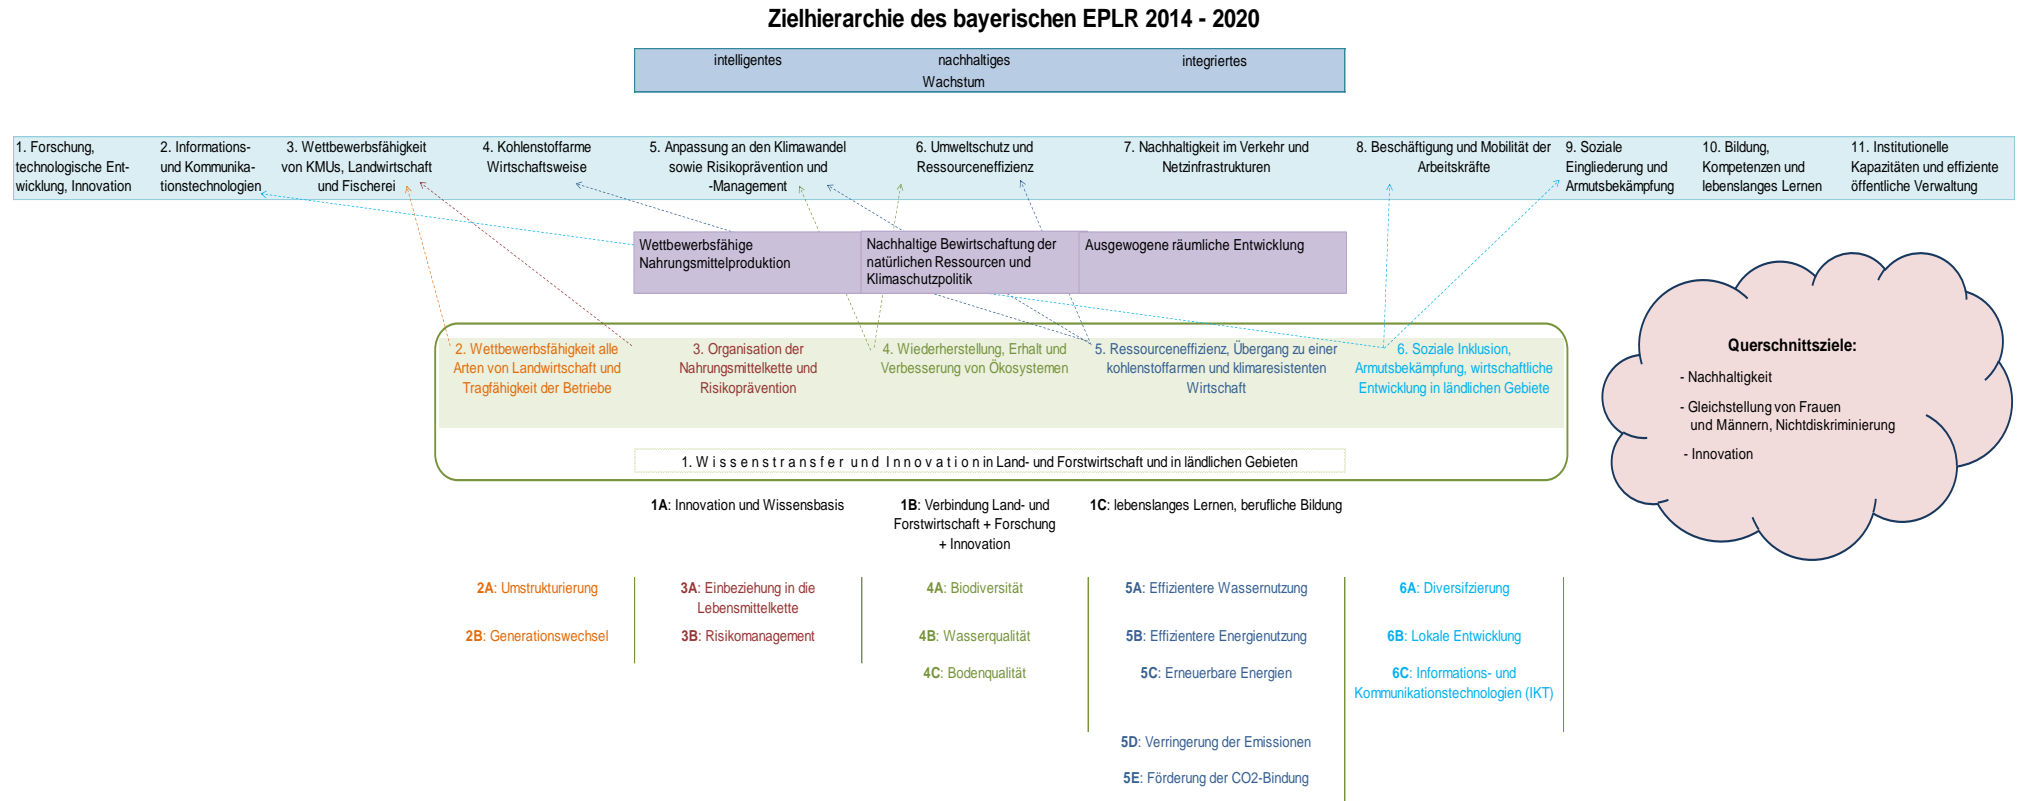 Zielhierarchie des bayerischen EPLR 2014 - 2020
intelligentes nachhaltiges integriertes
Wachstum
1. Forschung,
technologische Ent-
wicklung, Innovation
2. Informations-
und Kommunika-
tionstechnologien
3. Wettbewerbsfähigkeit
von KMUs, Landwirtschaft
und Fischerei
4. Kohlenstoffarme
Wirtschaftsweise
5. Anpassung an den Klimawandel
sowie Risikoprävention und
-Management
6. Umweltschutz und
Ressourceneffizienz
7. Nachhaltigkeit im Verkehr und
Netzinfrastrukturen
8. Beschäftigung und Mobilität der
Arbeitskräfte
9. Soziale
Eingliederung und
Armutsbekämpfung
10. Bildung,
Kompetenzen und
lebenslanges Lernen
11. Institutionelle
Kapazitäten und effiziente
öffentliche Verwaltung
Wettbewerbsfähige
Nahrungsmittelproduktion
Nachhaltige Bewirtschaftung der
natürlichen Ressourcen und
Klimaschutzpolitik
Ausgewogene räumliche Entwicklung
2. Wettbewerbsfähigkeit alle
Arten von Landwirtschaft und
Tragfähigkeit der Betriebe
3. Organisation der
Nahrungsmittelkette und
Risikoprävention
4. Wiederherstellung, Erhalt und
Verbesserung von Ökosystemen
5. Ressourceneffizienz, Übergang zu einer
kohlenstoffarmen und klimaresistenten
Wirtschaft
6. Soziale Inklusion,
Armutsbekämpfung, wirtschaftliche
Entwicklung in ländlichen Gebiete
1. W i s s e n s t r a n s f e r u n d I n n o v a t i o n in Land- und Forstwirtschaft und in ländlichen Gebieten
Querschnittsziele:
- Nachhaltigkeit
- Gleichstellung von Frauen
und Männern, Nichtdiskriminierung
- Innovation
1A: Innovation und Wissensbasis
1B: Verbindung Land- und
Forstwirtschaft + Forschung
+ Innovation
1C: lebenslanges Lernen, berufliche Bildung
2A: Umstrukturierung
2B: Generationswechsel
3A: Einbeziehung in die
Lebensmittelkette
3B: Risikomanagement
4A: Biodiversität
4B: Wasserqualität
4C: Bodenqualität
5A: Effizientere Wassernutzung
5B: Effizientere Energienutzung
5C: Erneuerbare Energien
5D: Verringerung der Emissionen
5E: Förderung der CO2-Bindung
6A: Diversifzierung
6B: Lokale Entwicklung
6C: Informations- und
Kommunikationstechnologien (IKT)